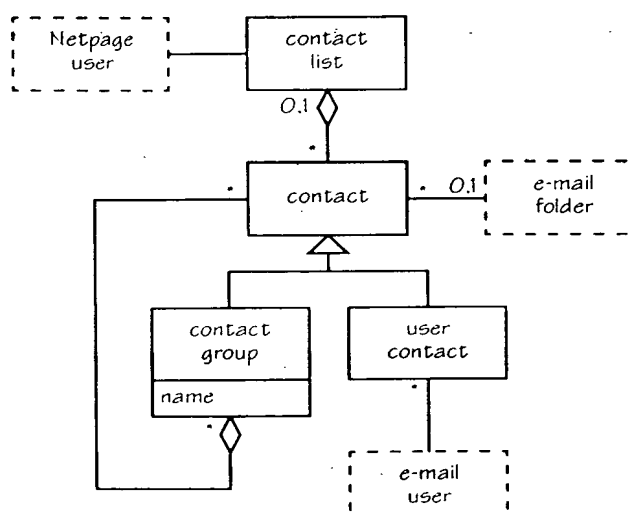 Netpage
user
contact
list
0.1
*
*
contact
*
0.1
e-mail
folder
contact
group
name
*
user
contact
*
e-mail
user